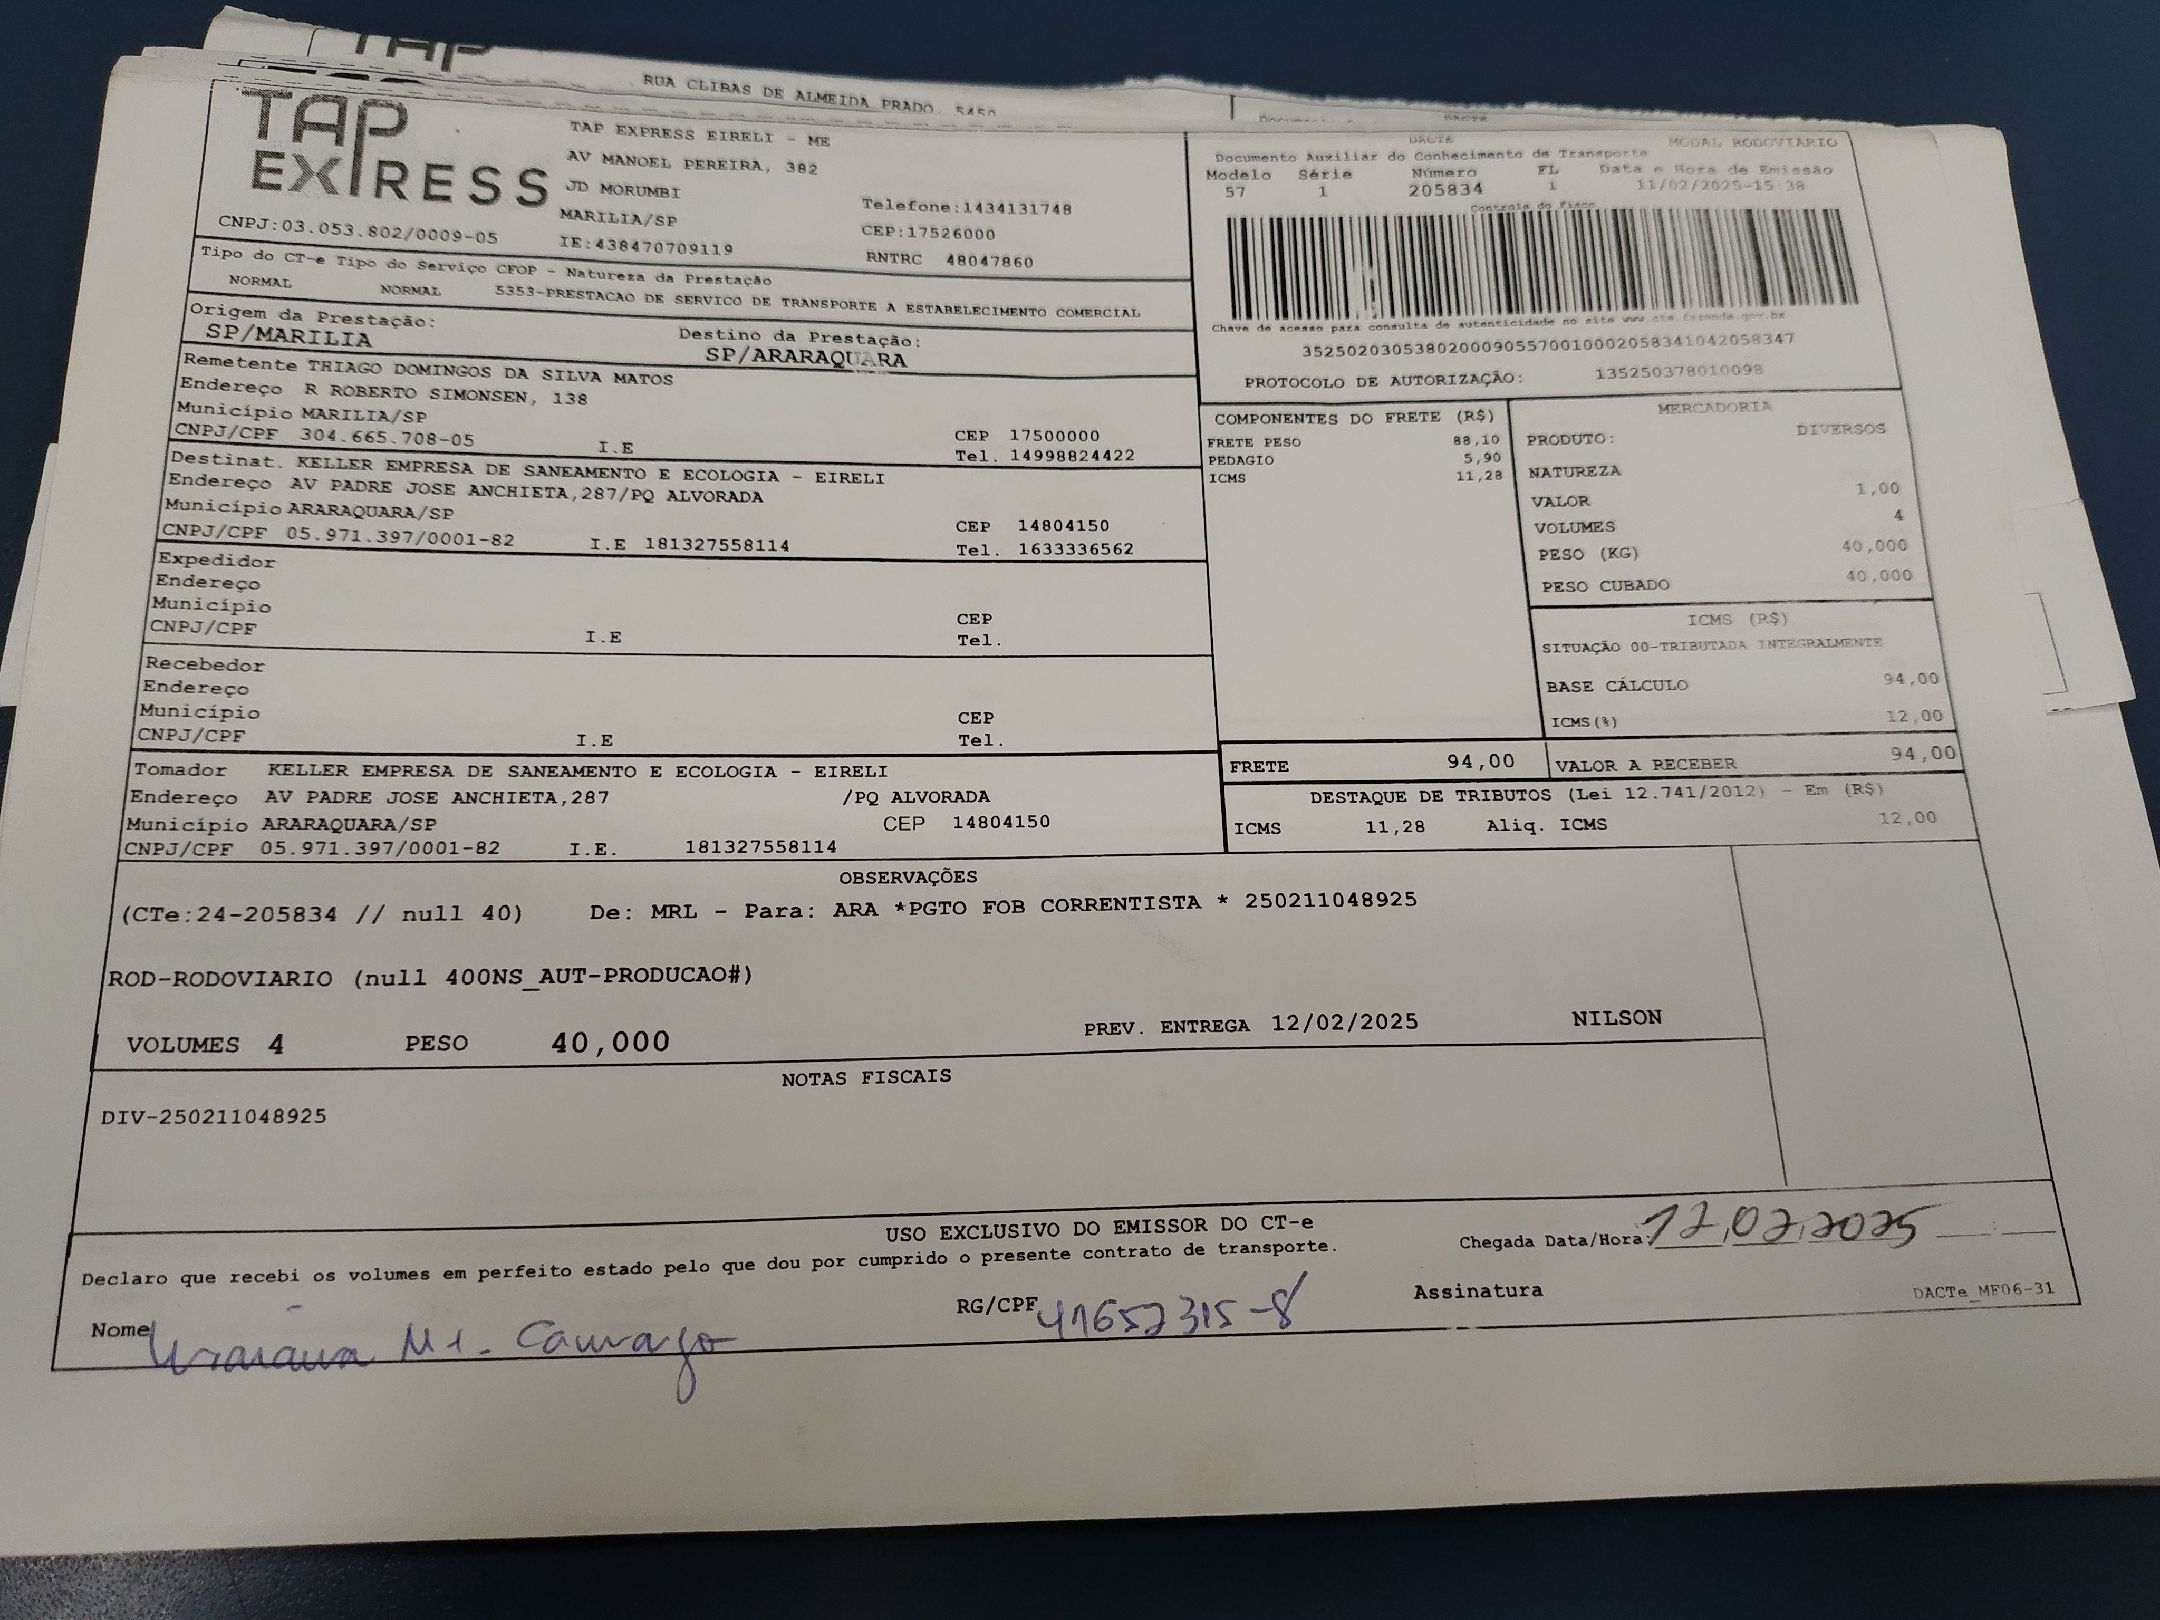 TAP
RUA CLIBAS DE ALMEIDA PRADO, 5450
TAP EXPRESS
TAP EXPRESS EIRELI - ME
AV MANOEL PEREIRA, 382
JD MORUMBI
MARILIA/SP
Telefone:1434131748
CEP:17526000
CNPJ:03.053.802/0009-05
IE:438470709119
RNTRC 48047860
DACTE
MODAL RODOVIARIO
Documento Auxiliar do Conhecimento de Transporte
Modelo Série Número FL Data e Hora de Emissão
57 1 205834 1 11/02/2025-15:38
Controle do Fisco
Chave de acesso para consulta de autenticidade no site www.cte.fazenda.gov.br
35250203053802000905570010002058341042058347
PROTOCOLO DE AUTORIZAÇÃO: 135250378010098
Tipo do CT-e Tipo do Serviço CFOP - Natureza da Prestação
NORMAL NORMAL 5353-PRESTACAO DE SERVICO DE TRANSPORTE A ESTABELECIMENTO COMERCIAL
Origem da Prestação: Destino da Prestação:
SP/MARILIA SP/ARARAQUARA
Remetente THIAGO DOMINGOS DA SILVA MATOS
Endereço R ROBERTO SIMONSEN, 138
Município MARILIA/SP CEP 17500000
CNPJ/CPF 304.665.708-05 I.E Tel. 14998824422
Destinat. KELLER EMPRESA DE SANEAMENTO E ECOLOGIA - EIRELI
Endereço AV PADRE JOSE ANCHIETA,287/PQ ALVORADA
Município ARARAQUARA/SP CEP 14804150
CNPJ/CPF 05.971.397/0001-82 I.E 181327558114 Tel. 1633336562
Expedidor
Endereço
Município CEP
CNPJ/CPF I.E Tel.
Recebedor
Endereço
Município CEP
CNPJ/CPF I.E Tel.
Tomador KELLER EMPRESA DE SANEAMENTO E ECOLOGIA - EIRELI
Endereço AV PADRE JOSE ANCHIETA,287 /PQ ALVORADA
Município ARARAQUARA/SP CEP 14804150
CNPJ/CPF 05.971.397/0001-82 I.E. 181327558114
COMPONENTES DO FRETE (R$)
FRETE PESO 88,10
PEDAGIO 5,90
ICMS 11,28
MERCADORIA
PRODUTO: DIVERSOS
NATUREZA
VALOR 1,00
VOLUMES 4
PESO (KG) 40,000
PESO CUBADO 40,000
ICMS (R$)
SITUAÇÃO 00-TRIBUTADA INTEGRALMENTE
BASE CÁLCULO 94,00
ICMS(%) 12,00
FRETE 94,00 VALOR A RECEBER 94,00
DESTAQUE DE TRIBUTOS (Lei 12.741/2012) - Em (R$)
ICMS 11,28 Aliq. ICMS 12,00
OBSERVAÇÕES
(CTe:24-205834 // null 40) De: MRL - Para: ARA *PGTO FOB CORRENTISTA * 250211048925
ROD-RODOVIARIO (null 400NS_AUT-PRODUCAO#)
VOLUMES 4 PESO 40,000 PREV. ENTREGA 12/02/2025 NILSON
NOTAS FISCAIS
DIV-250211048925
USO EXCLUSIVO DO EMISSOR DO CT-e
Declaro que recebi os volumes em perfeito estado pelo que dou por cumprido o presente contrato de transporte. Chegada Data/Hora: 12,02,2025
Nome Camargo RG/CPF 41652315-8 Assinatura DACTe_MF06-31